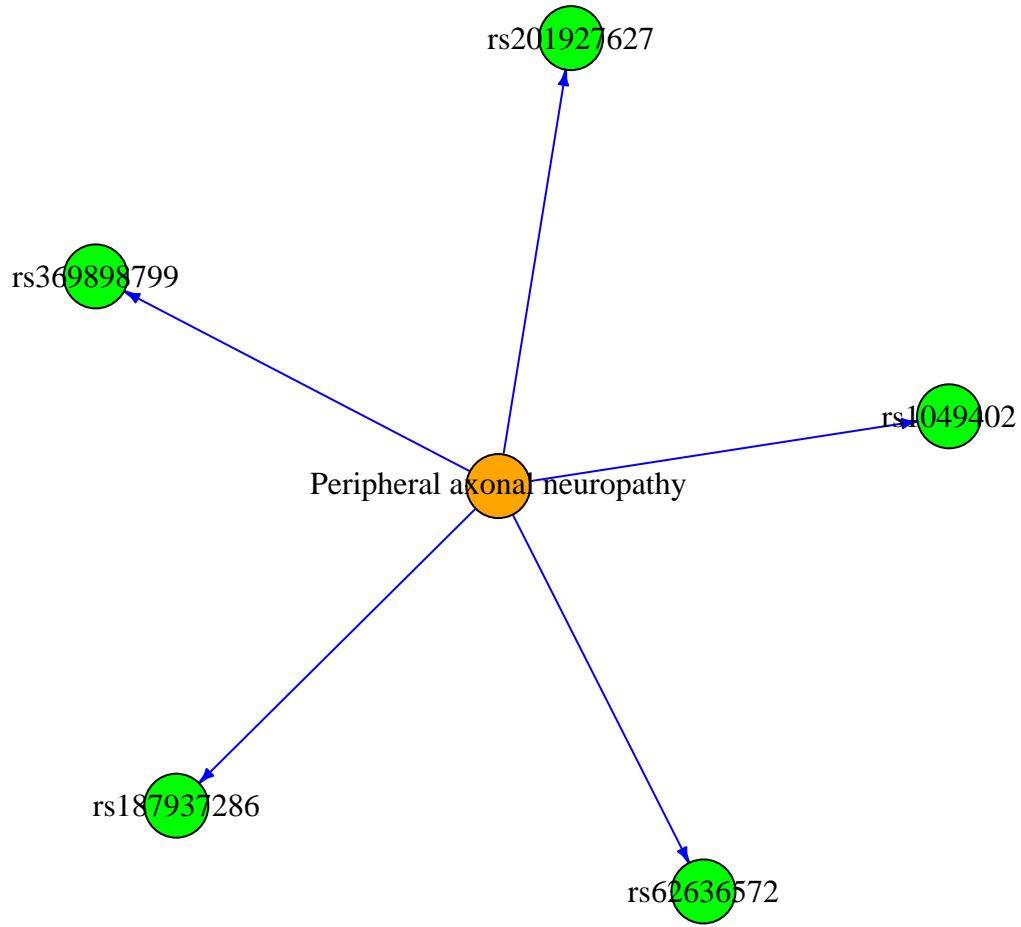 rs201927627
rs369898799
rs1049402
Peripheral axonal neuropathy
rs187937286
rs62636572